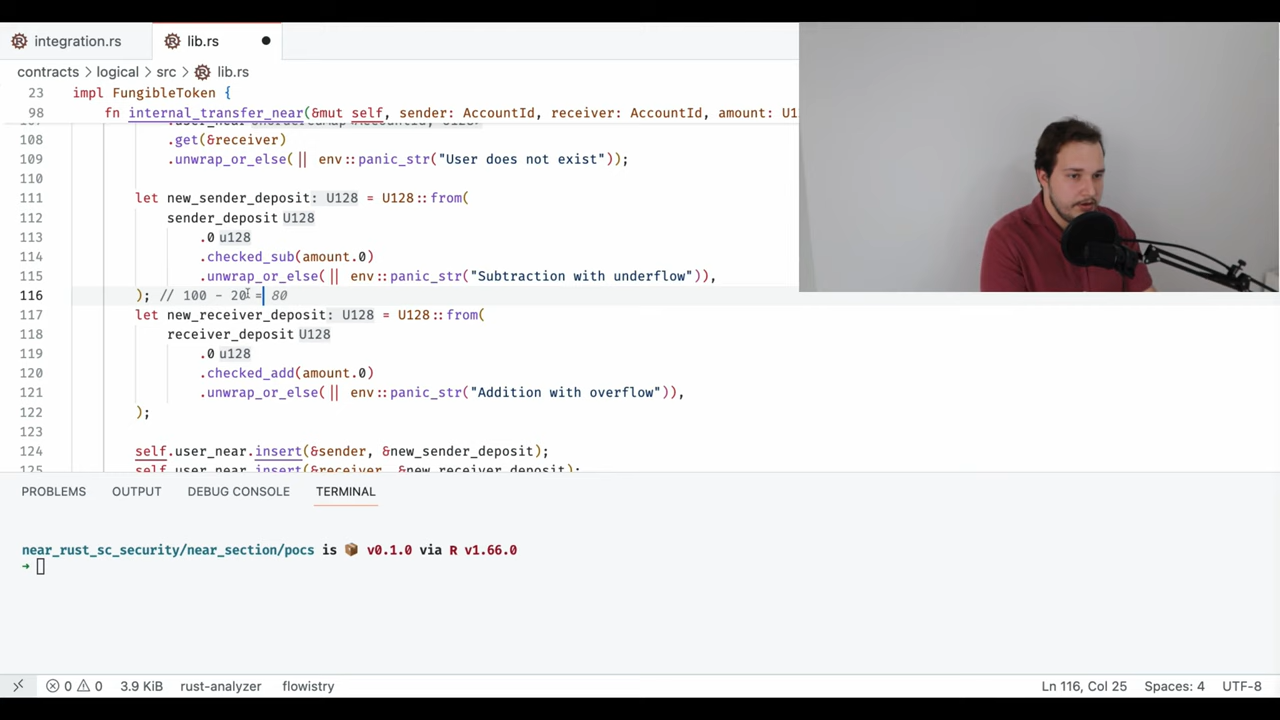 integration.rs
lib.rs
contracts > logical > src > lib.rs
23 impl FungibleToken {
98 fn internal_transfer_near(&mut self, sender: AccountId, receiver: AccountId, amount: U1
108 .get(&receiver)
109 .unwrap_or_else(|| env::panic_str("User does not exist"));
110
111 let new_sender_deposit: U128 = U128::from(
112 sender_deposit U128
113 .0 u128
114 .checked_sub(amount.0)
115 .unwrap_or_else(|| env::panic_str("Subtraction with underflow")),
116 ); // 100 - 20 = 80
117 let new_receiver_deposit: U128 = U128::from(
118 receiver_deposit U128
119 .0 u128
120 .checked_add(amount.0)
121 .unwrap_or_else(|| env::panic_str("Addition with overflow")),
122 );
123
124 self.user_near.insert(&sender, &new_sender_deposit);
125 self.user_near.insert(&receiver, &new_receiver_deposit);
PROBLEMS OUTPUT DEBUG CONSOLE TERMINAL
near_rust_sc_security/near_section/pocs is 📦 v0.1.0 via R v1.66.0
➜
0 0 3.9 KiB rust-analyzer flowistry Ln 116, Col 25 Spaces: 4 UTF-8